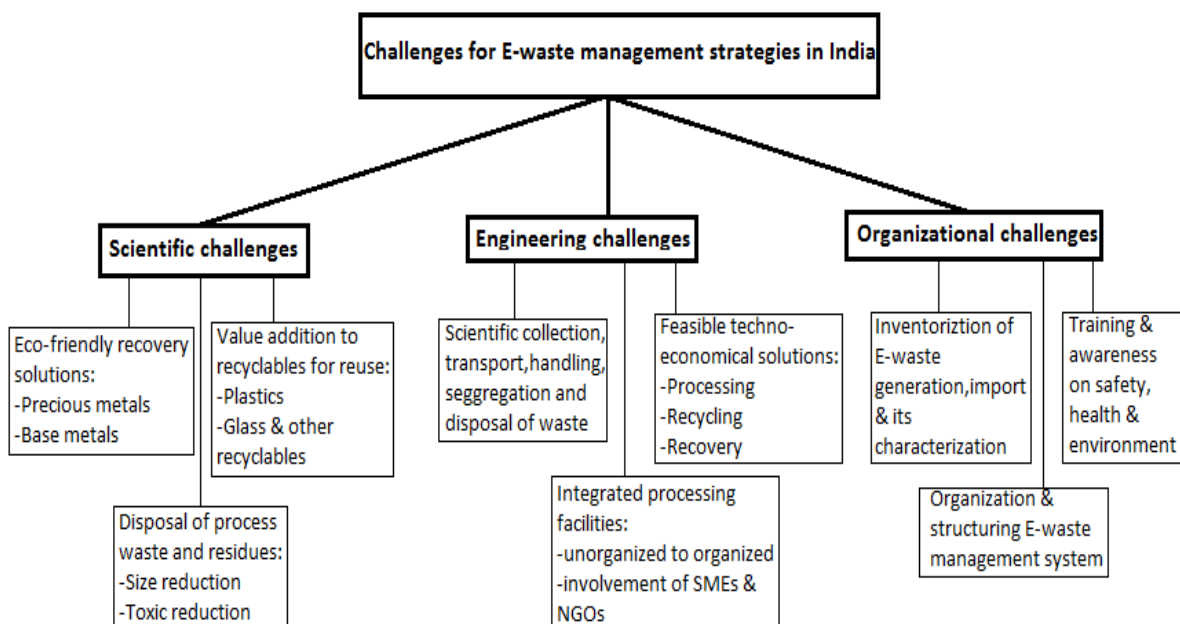 Challenges for E-waste management strategies in India
Scientific challenges
Eco-friendly recovery
solutions:
-Precious metals
-Base metals
Disposal of process
waste and residues:
-Size reduction
-Toxic reduction
Value addition to
recyclables for reuse:
-Plastics
-Glass & other
recyclables
Engineering challenges
Scientific collection,
transport,handling,
seggregation and
disposal of waste
Integrated processing
facilities:
-unorganized to organized
-involvement of SMEs &
NGOs
Feasible techno-
economical solutions:
-Processing
-Recycling
-Recovery
Organizational challenges
Inventoriztion of
E-waste
generation,import
& its
characterization
Organization &
structuring E-waste
management system
Training &
awareness
on safety,
health &
environment